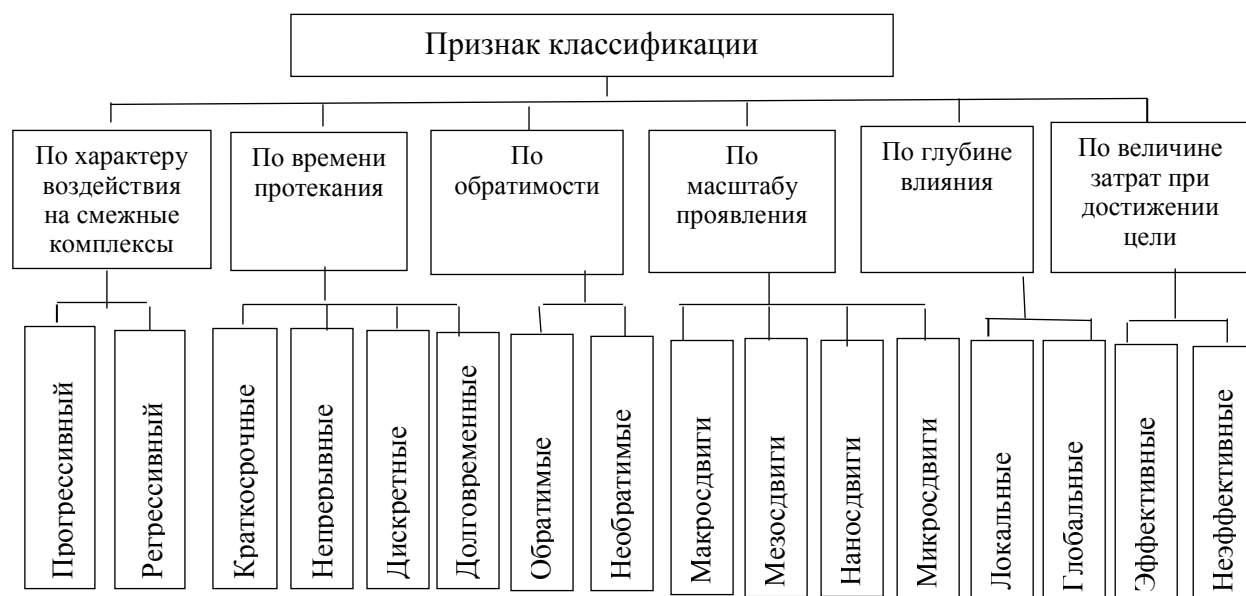 Признак классификации
По характеру
воздействия
на смежные
комплексы
По времени
протекания
По
обратимости
По
масштабу
проявления
По глубине
влияния
По величине
затрат при
достижении
цели
Прогрессивный
Регрессивный
Краткосрочные
Непрерывные
Дискретные
Долговременные
Обратимые
Необратимые
Макросдвиги
Мезосдвиги
Наносдвиги
Микросдвиги
Локальные
Глобальные
Эффективные
Неэффективные